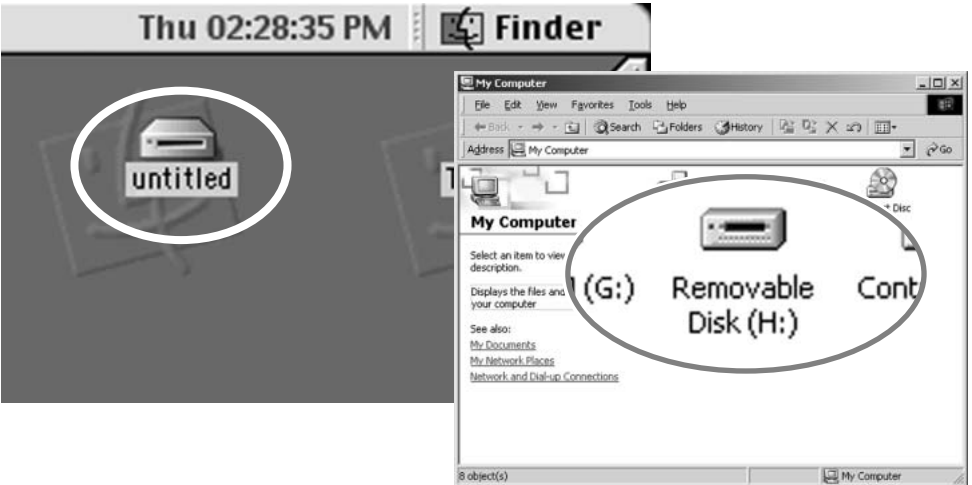 Thu 02:28:35 PM Finder
untitled
My Computer
File Edit View Favorites Tools Help
Back Search Folders History
Address My Computer Go
My Computer
Select an item to view
description.
Displays the files and
your computer
See also:
My Documents
My Network Places
Network and Dial-up Connections
Disc
(G:) Removable Cont
Disk (H:)
8 object(s) My Computer